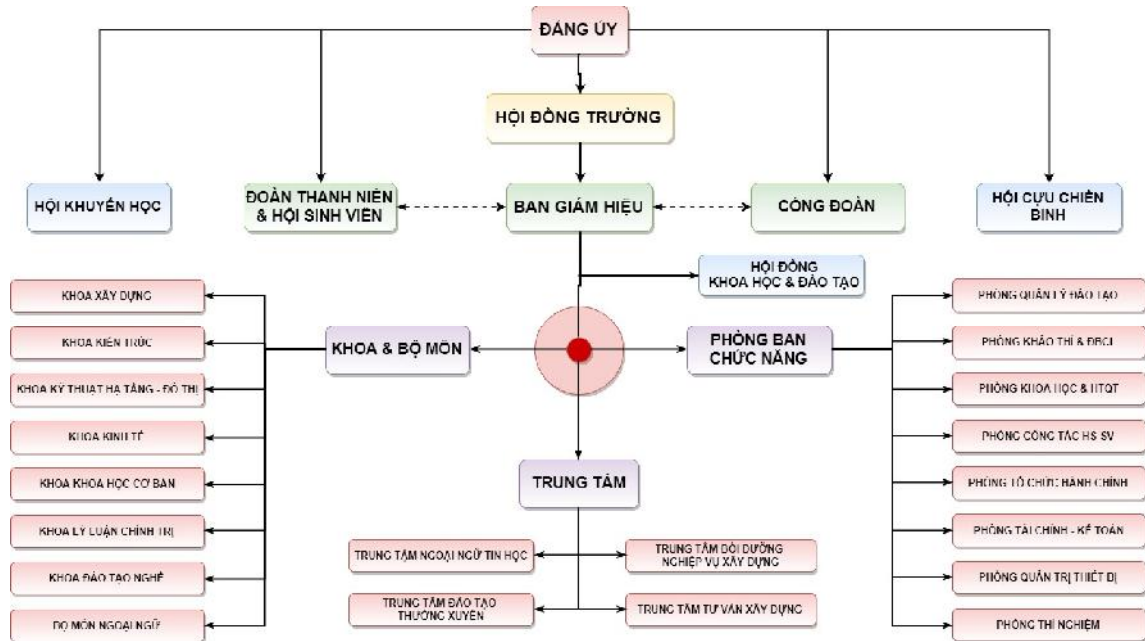 ĐẢNG ỦY
HỘI ĐỒNG TRƯỜNG
HỘI KHUYẾN HỌC
ĐOÀN THANH NIÊN
& HỘI SINH VIÊN
BAN GIÁM HIỆU
CÔNG ĐOÀN
HỘI CỰU CHIẾN
BINH
HỘI ĐỒNG
KHOA HỌC & ĐÀO TẠO
KHOA & BỘ MÔN
PHÒNG BAN
CHỨC NĂNG
KHOA XÂY DỰNG
KHOA KIẾN TRÚC
KHOA KỸ THUẬT HẠ TẦNG - ĐÔ THỊ
KHOA KINH TẾ
KHOA KHOA HỌC CƠ BẢN
KHOA LÝ LUẬN CHÍNH TRỊ
KHOA ĐÀO TẠO NGHỀ
BỘ MÔN NGOẠI NGỮ
TRUNG TÂM
TRUNG TÂM NGOẠI NGỮ TIN HỌC
TRUNG TÂM BỒI DƯỠNG
NGHIỆP VỤ XÂY DỰNG
TRUNG TÂM ĐÀO TẠO
THƯỜNG XUYÊN
TRUNG TÂM TƯ VẤN XÂY DỰNG
PHÒNG QUẢN LÝ ĐÀO TẠO
PHÒNG KHẢO THÍ & ĐBCL
PHÒNG KHOA HỌC & HTQT
PHÒNG CÔNG TÁC HS SV
PHÒNG TỔ CHỨC HÀNH CHÍNH
PHÒNG TÀI CHÍNH - KẾ TOÁN
PHÒNG QUẢN TRỊ THIẾT BỊ
PHÒNG THÍ NGHIỆM